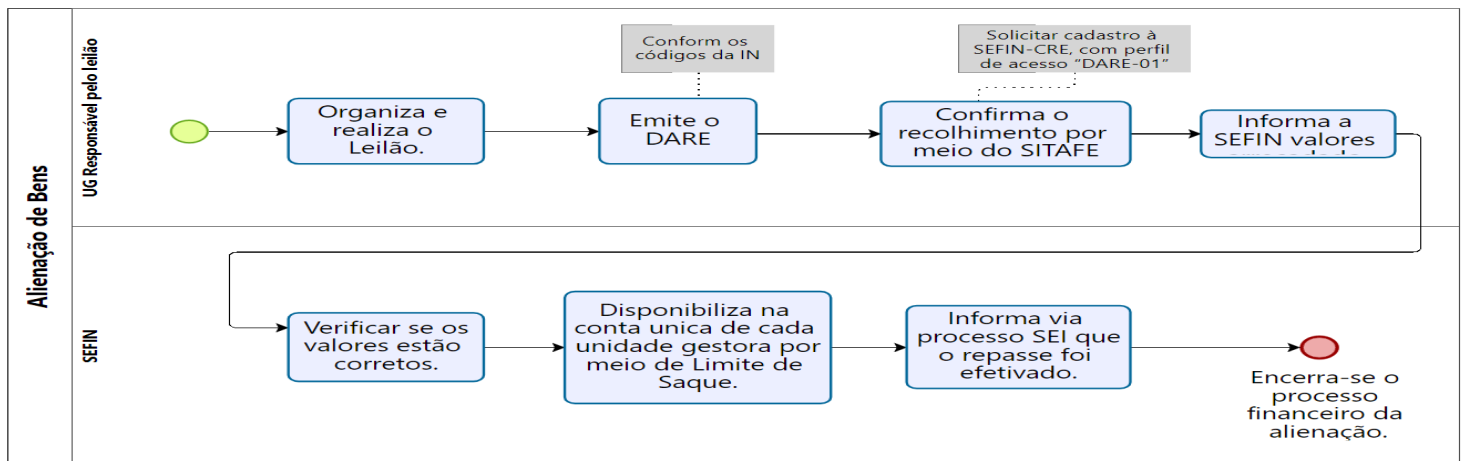 Alienação de Bens
UG Responsável pelo leilão
Conform os
códigos da IN
Solicitar cadastro à
SEFIN-CRE, com perfil
de acesso "DARE-01"
Organiza e
realiza o
Leilão.
Emite o
DARE
Confirma o
recolhimento por
meio do SITAFE
Informa a
SEFIN valores
SEFIN
Verificar se os
valores estão
corretos.
Disponibiliza na
conta unica de cada
unidade gestora por
meio de Limite de
Saque.
Informa via
processo SEI que
o repasse foi
efetivado.
Encerra-se o
processo
financeiro da
alienação.